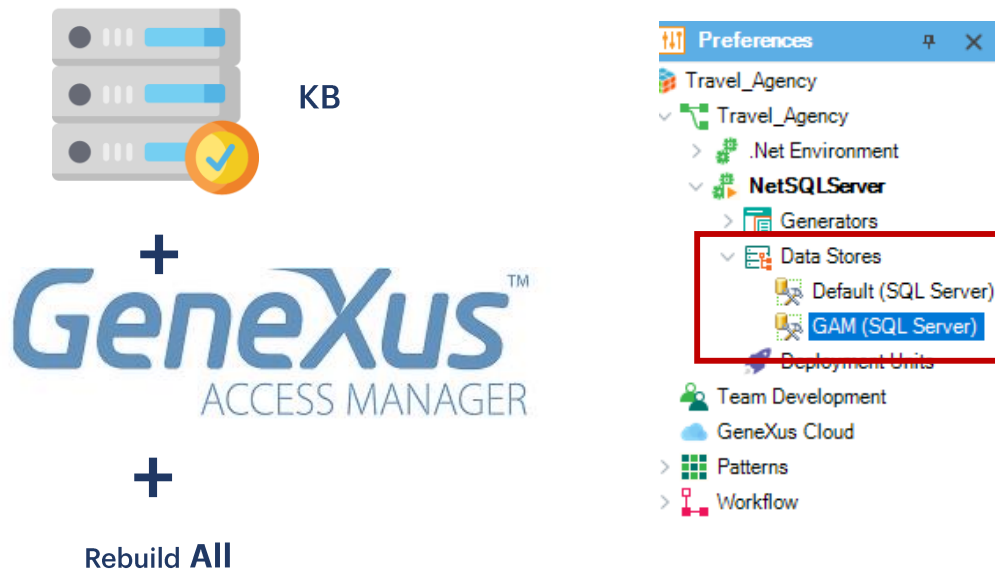 KB
+
GeneXus™
ACCESS MANAGER
+
Rebuild All
Preferences
Travel_Agency
Travel_Agency
.Net Environment
NetSQLServer
Generators
Data Stores
Default (SQL Server)
GAM (SQL Server)
Deployment Units
Team Development
GeneXus Cloud
Patterns
Workflow